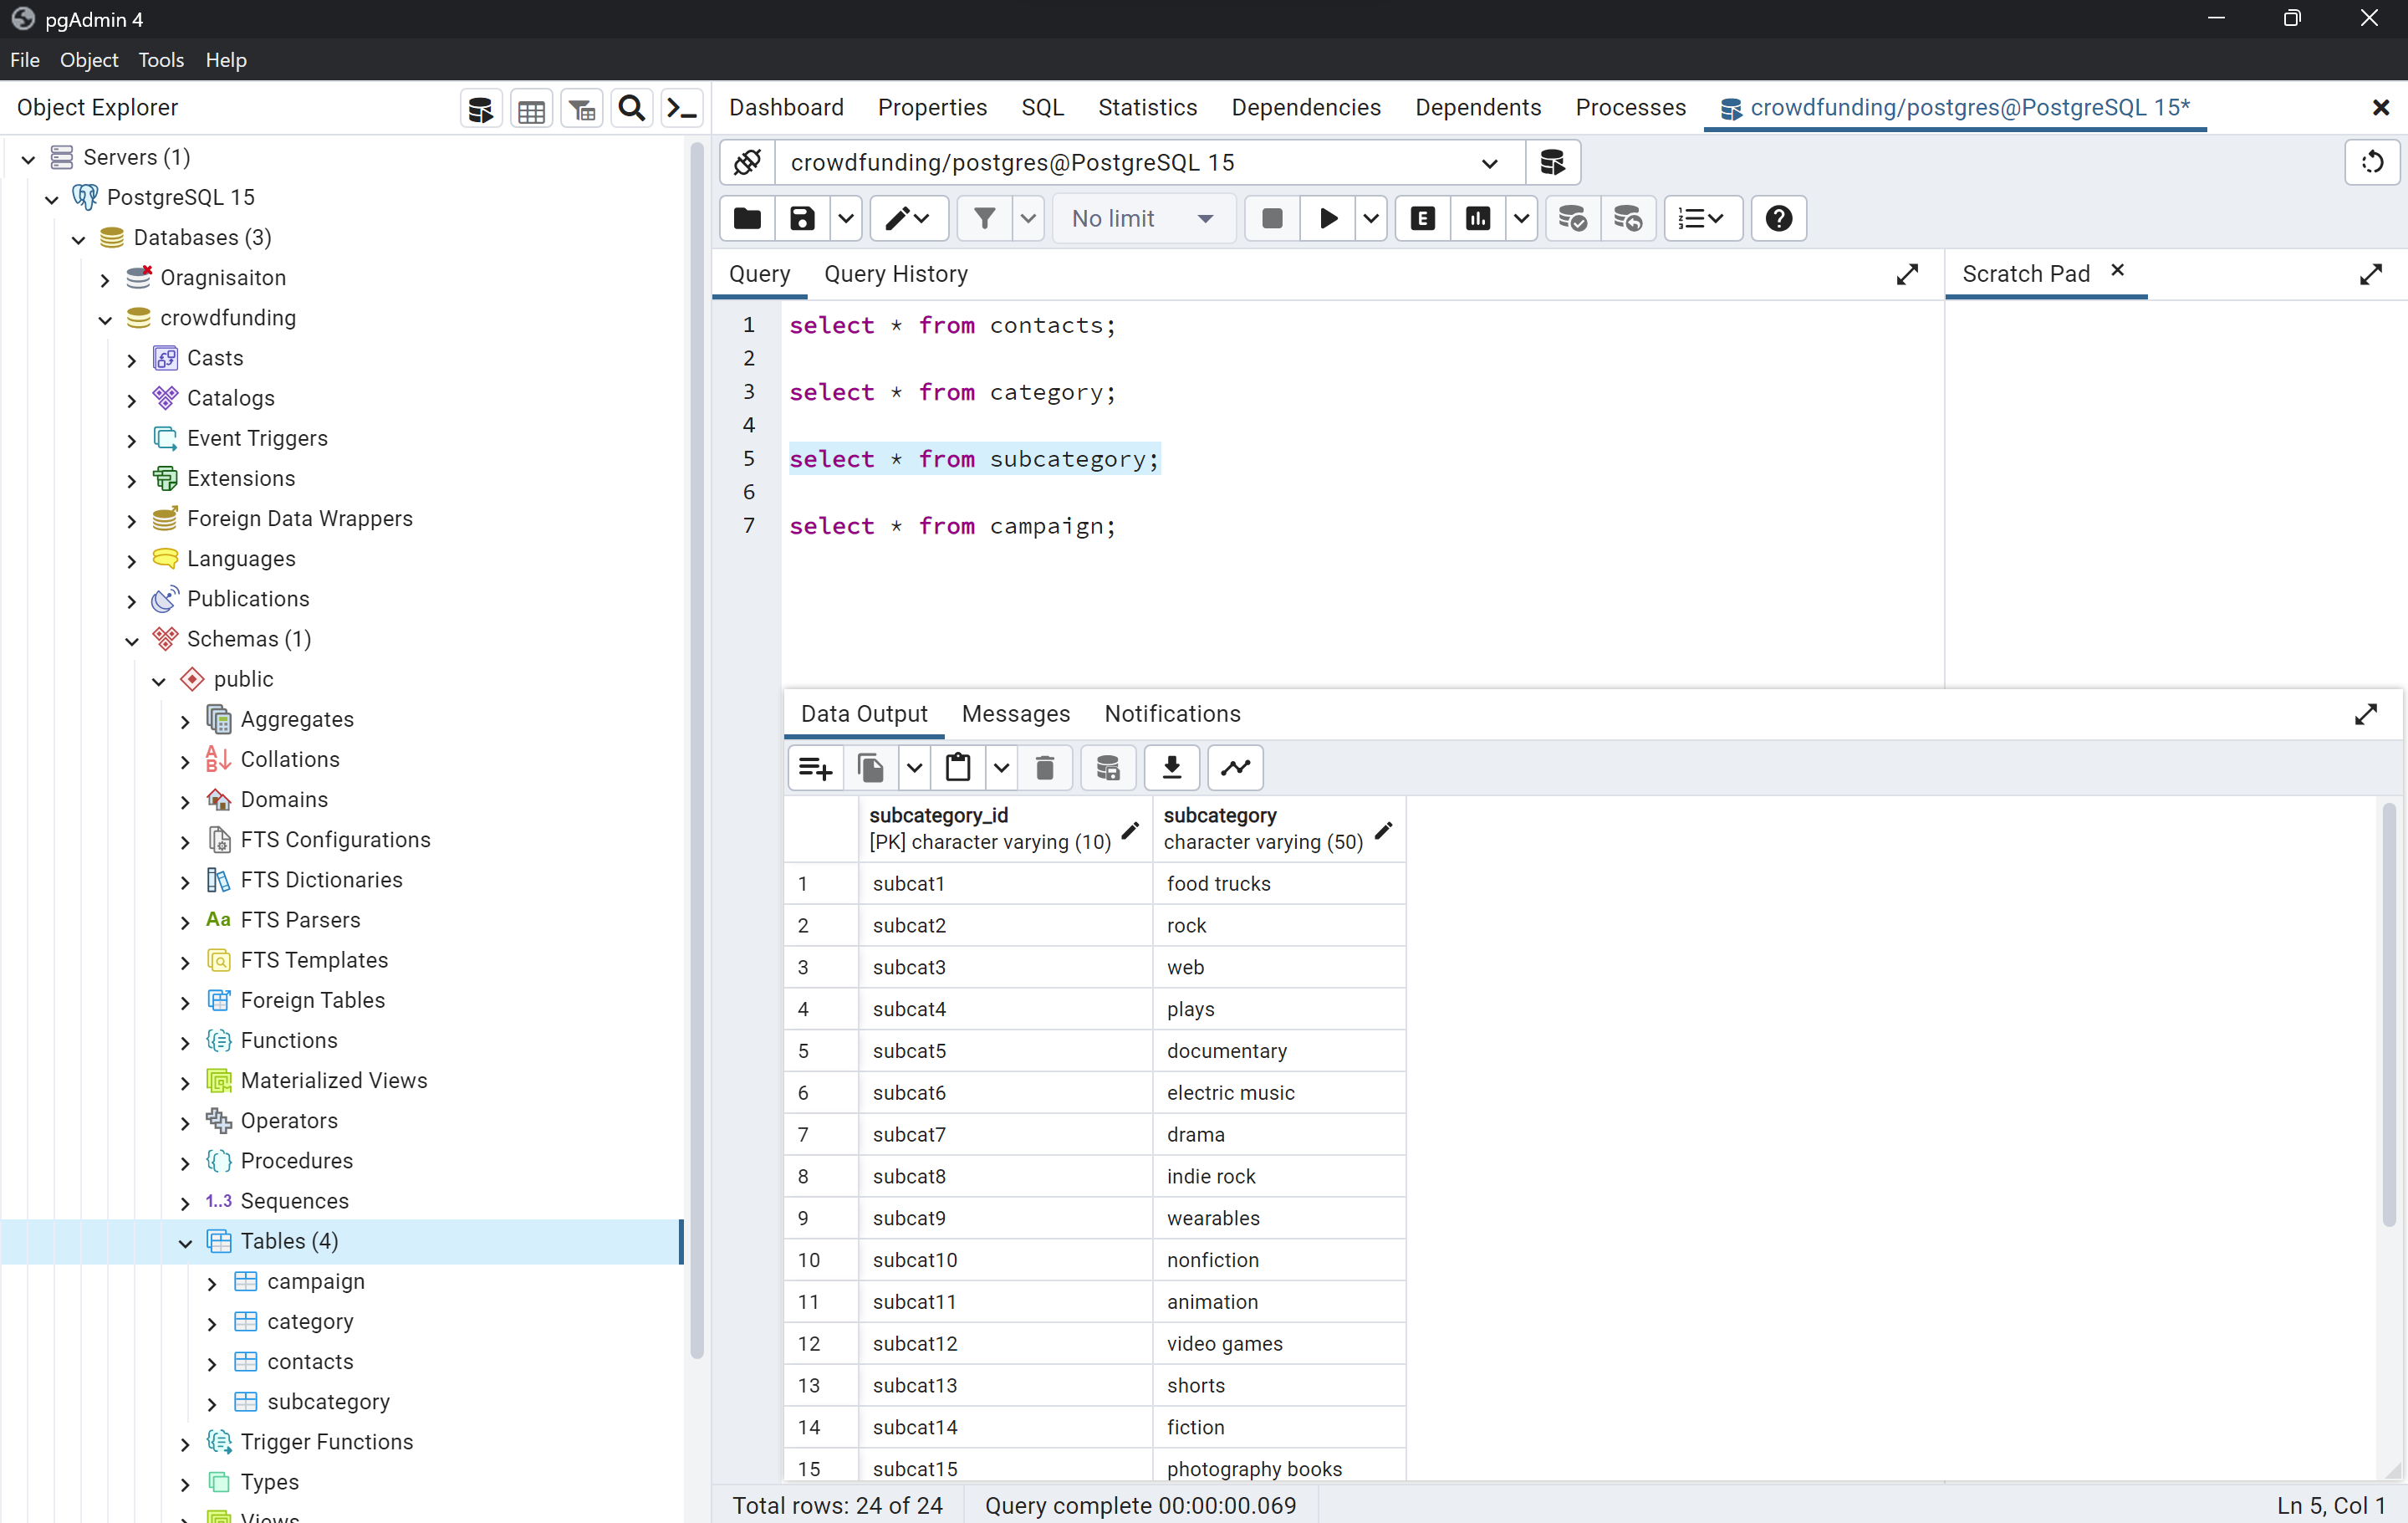 pgAdmin 4
File Object Tools Help
Object Explorer
Dashboard Properties SQL Statistics Dependencies Dependents Processes crowdfunding/postgres@PostgreSQL 15*
Servers (1)
PostgreSQL 15
Databases (3)
Oragnisaiton
crowdfunding
Casts
Catalogs
Event Triggers
Extensions
Foreign Data Wrappers
Languages
Publications
Schemas (1)
public
Aggregates
Collations
Domains
FTS Configurations
FTS Dictionaries
Aa FTS Parsers
FTS Templates
Foreign Tables
Functions
Materialized Views
Operators
Procedures
1..3 Sequences
Tables (4)
campaign
category
contacts
subcategory
Trigger Functions
Types
Views
crowdfunding/postgres@PostgreSQL 15
No limit
E
Query Query History
Scratch Pad
1 select * from contacts;
2
3 select * from category;
4
5 select * from subcategory;
6
7 select * from campaign;
Data Output Messages Notifications
subcategory_id subcategory
[PK] character varying (10) character varying (50)
1 subcat1 food trucks
2 subcat2 rock
3 subcat3 web
4 subcat4 plays
5 subcat5 documentary
6 subcat6 electric music
7 subcat7 drama
8 subcat8 indie rock
9 subcat9 wearables
10 subcat10 nonfiction
11 subcat11 animation
12 subcat12 video games
13 subcat13 shorts
14 subcat14 fiction
15 subcat15 photography books
Total rows: 24 of 24 Query complete 00:00:00.069 Ln 5, Col 1